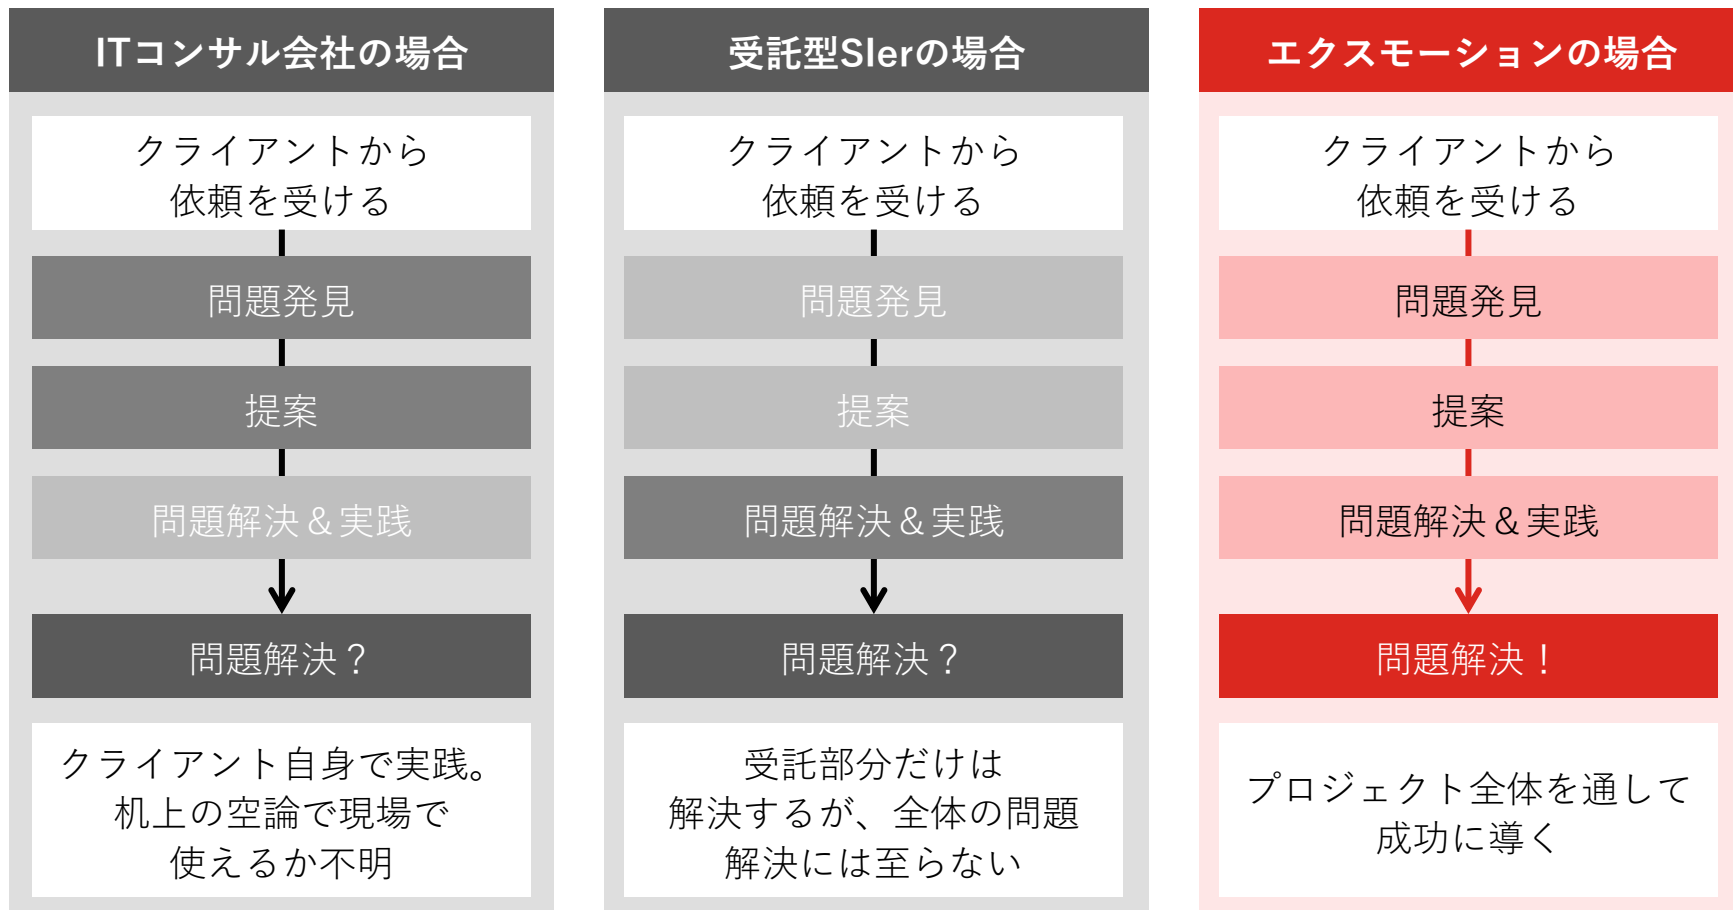 ITコンサル会社の場合
クライアントから
依頼を受ける
問題発見
提案
問題解決＆実践
問題解決？
クライアント自身で実践。
机上の空論で現場で
使えるか不明
受託型SIerの場合
クライアントから
依頼を受ける
問題発見
提案
問題解決＆実践
問題解決？
受託部分だけは
解決するが、全体の問題
解決には至らない
エクスモーションの場合
クライアントから
依頼を受ける
問題発見
提案
問題解決＆実践
問題解決！
プロジェクト全体を通して
成功に導く